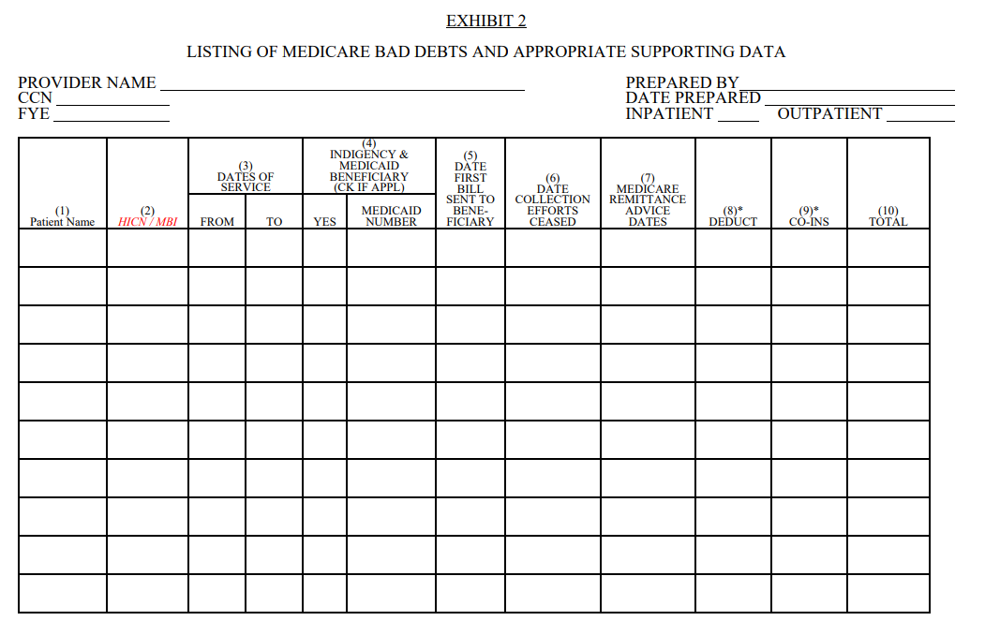 EXHIBIT 2
LISTING OF MEDICARE BAD DEBTS AND APPROPRIATE SUPPORTING DATA
PROVIDER NAME
CCN
FYE
PREPARED BY
DATE PREPARED
INPATIENT OUTPATIENT
(1)
Patient Name
(2)
HICN / MBI
(3)
DATES OF
SERVICE
FROM
TO
(4)
INDIGENCY &
MEDICAID
BENEFICIARY
(CK IF APPL)
YES
MEDICAID
NUMBER
(5)
DATE
FIRST
BILL
SENT TO
BENE-
FICIARY
(6)
DATE
COLLECTION
EFFORTS
CEASED
(7)
MEDICARE
REMITTANCE
ADVICE
DATES
(8)*
DEDUCT
(9)*
CO-INS
(10)
TOTAL